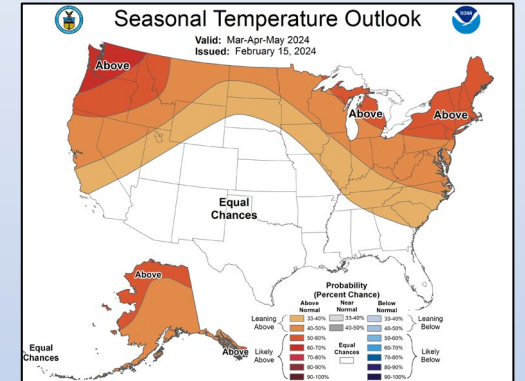 Seasonal Temperature Outlook
Valid: Mar-Apr-May 2024
Issued: February 15, 2024
NOAA
Above
Above
Above
Equal
Chances
Above
Above
Equal
Chances
Probability
(Percent Chance)
Above
Normal
Near
Normal
Below
Normal
Leaning
Above
33-40%
40-50%
33-40%
40-50%
33-40%
40-50%
Leaning
Below
Likely
Above
50-60%
60-70%
70-80%
80-90%
90-100%
Equal
Chances
50-60%
60-70%
70-80%
80-90%
90-100%
Likely
Below